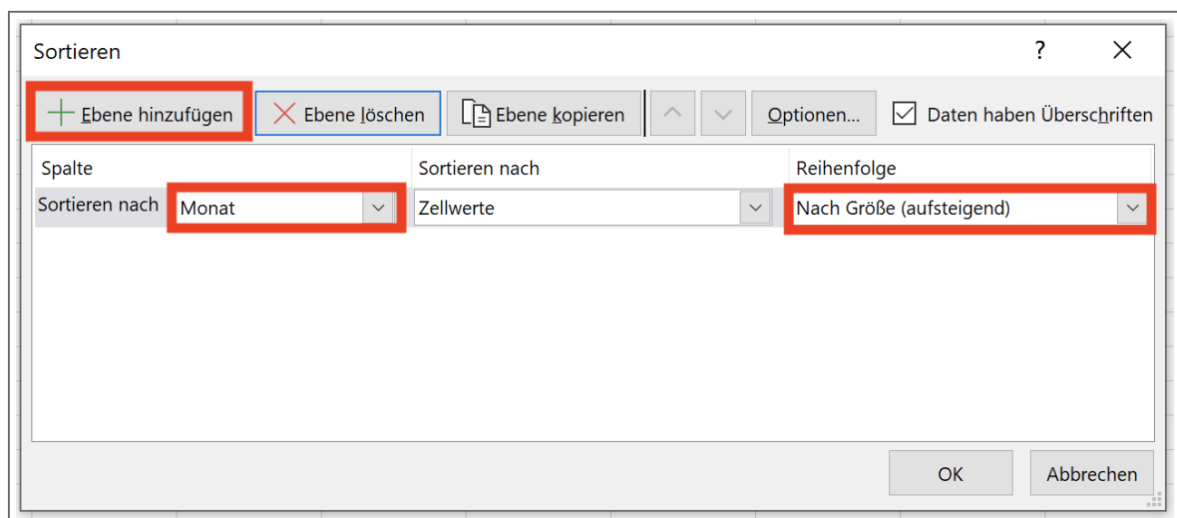 Sortieren ? X
Ebene hinzufügen Ebene löschen Ebene kopieren Optionen... Daten haben Überschriften
Spalte Sortieren nach Reihenfolge
Sortieren nach Monat Zellwerte Nach Größe (aufsteigend)
OK Abbrechen